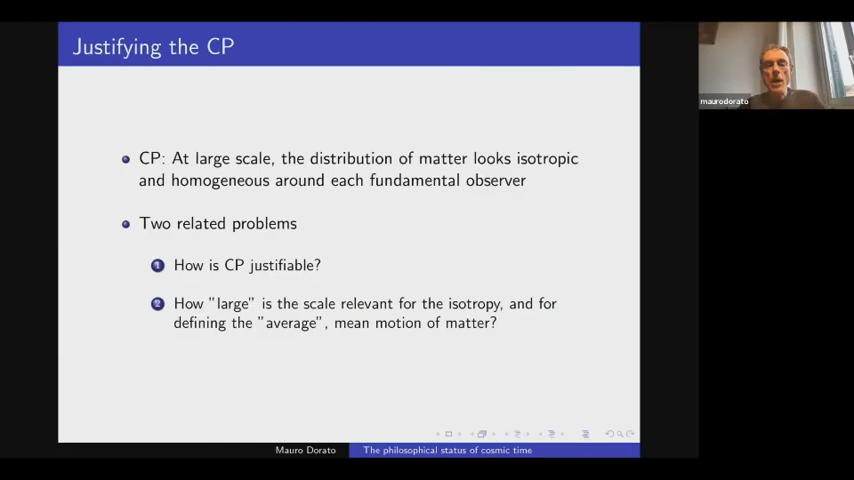 Justifying the CP
maurodorato
CP: At large scale, the distribution of matter looks isotropic
and homogeneous around each fundamental observer
Two related problems
1 How is CP justifiable?
2 How "large" is the scale relevant for the isotropy, and for
defining the "average", mean motion of matter?
Mauro Dorato
The philosophical status of cosmic time